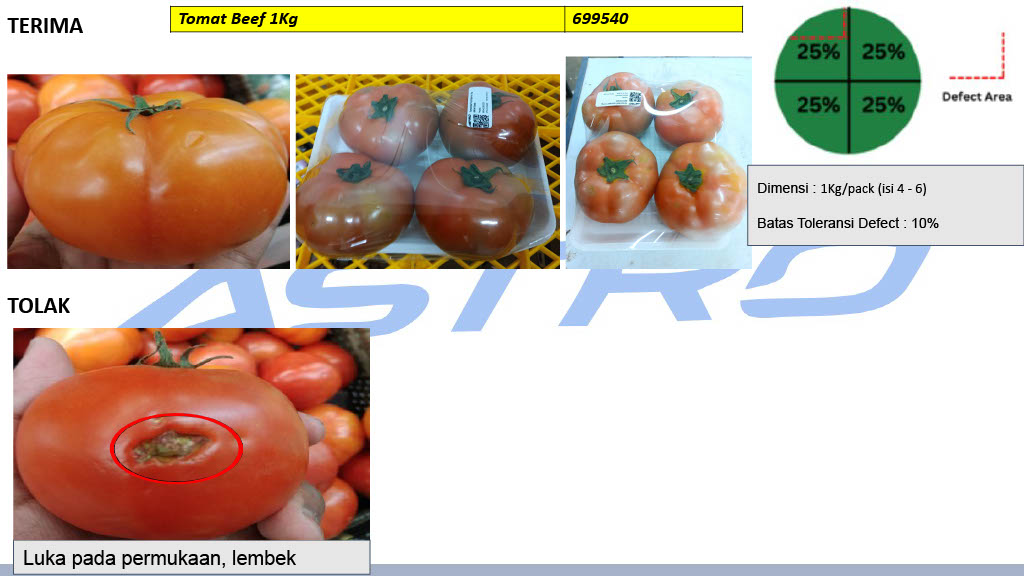 TERIMA
Tomat Beef 1Kg 699540
25% 25%
25% 25%
Defect Area
Dimensi : 1Kg/pack (isi 4 - 6)
Batas Toleransi Defect : 10%
ASTRO
TOLAK
Luka pada permukaan, lembek